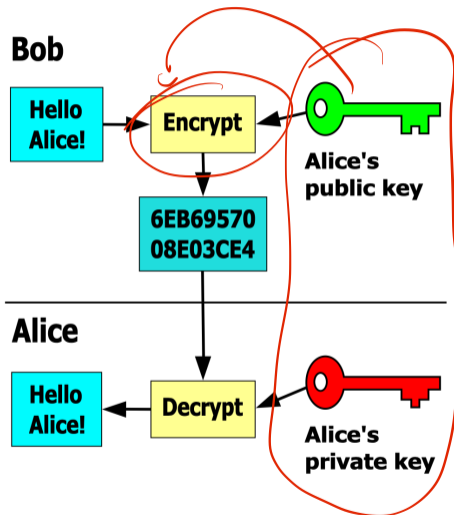 Bob
Hello
Alice!
Encrypt
Alice's
public key
6EB69570
08E03CE4
Alice
Hello
Alice!
Decrypt
Alice's
private key